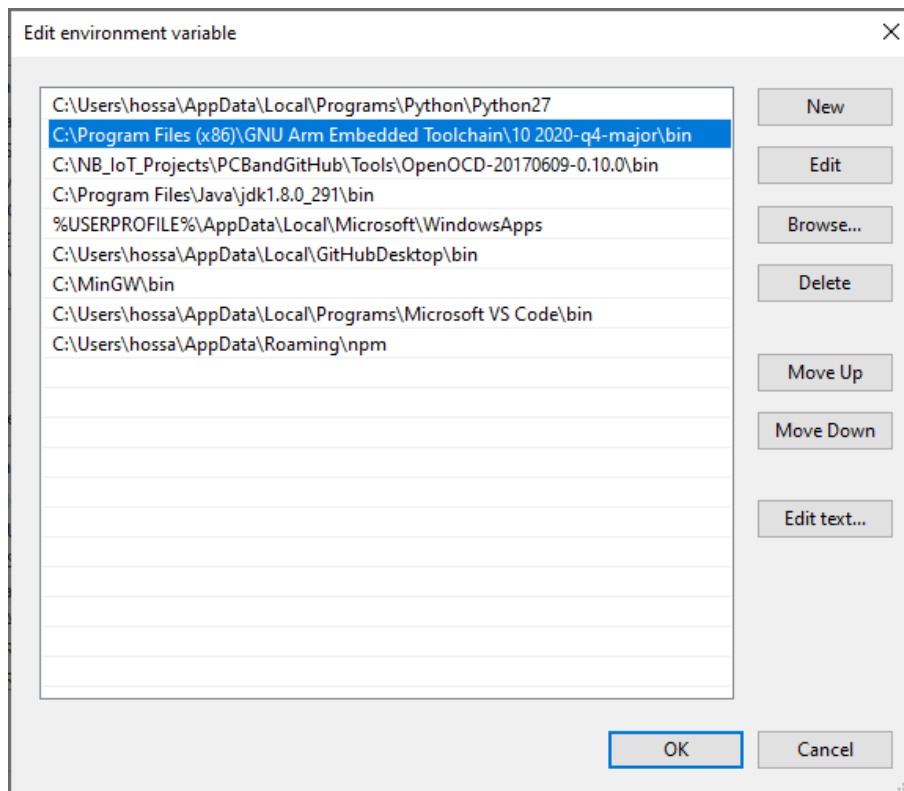 Edit environment variable
C:\Users\hossa\AppData\Local\Programs\Python\Python27
C:\Program Files (x86)\GNU Arm Embedded Toolchain\10 2020-q4-major\bin
C:\NB_IoT_Projects\PCBandGitHub\Tools\OpenOCD-20170609-0.10.0\bin
C:\Program Files\Java\jdk1.8.0_291\bin
%USERPROFILE%\AppData\Local\Microsoft\WindowsApps
C:\Users\hossa\AppData\Local\GitHubDesktop\bin
C:\MinGW\bin
C:\Users\hossa\AppData\Local\Programs\Microsoft VS Code\bin
C:\Users\hossa\AppData\Roaming\npm
New
Edit
Browse...
Delete
Move Up
Move Down
Edit text...
OK
Cancel